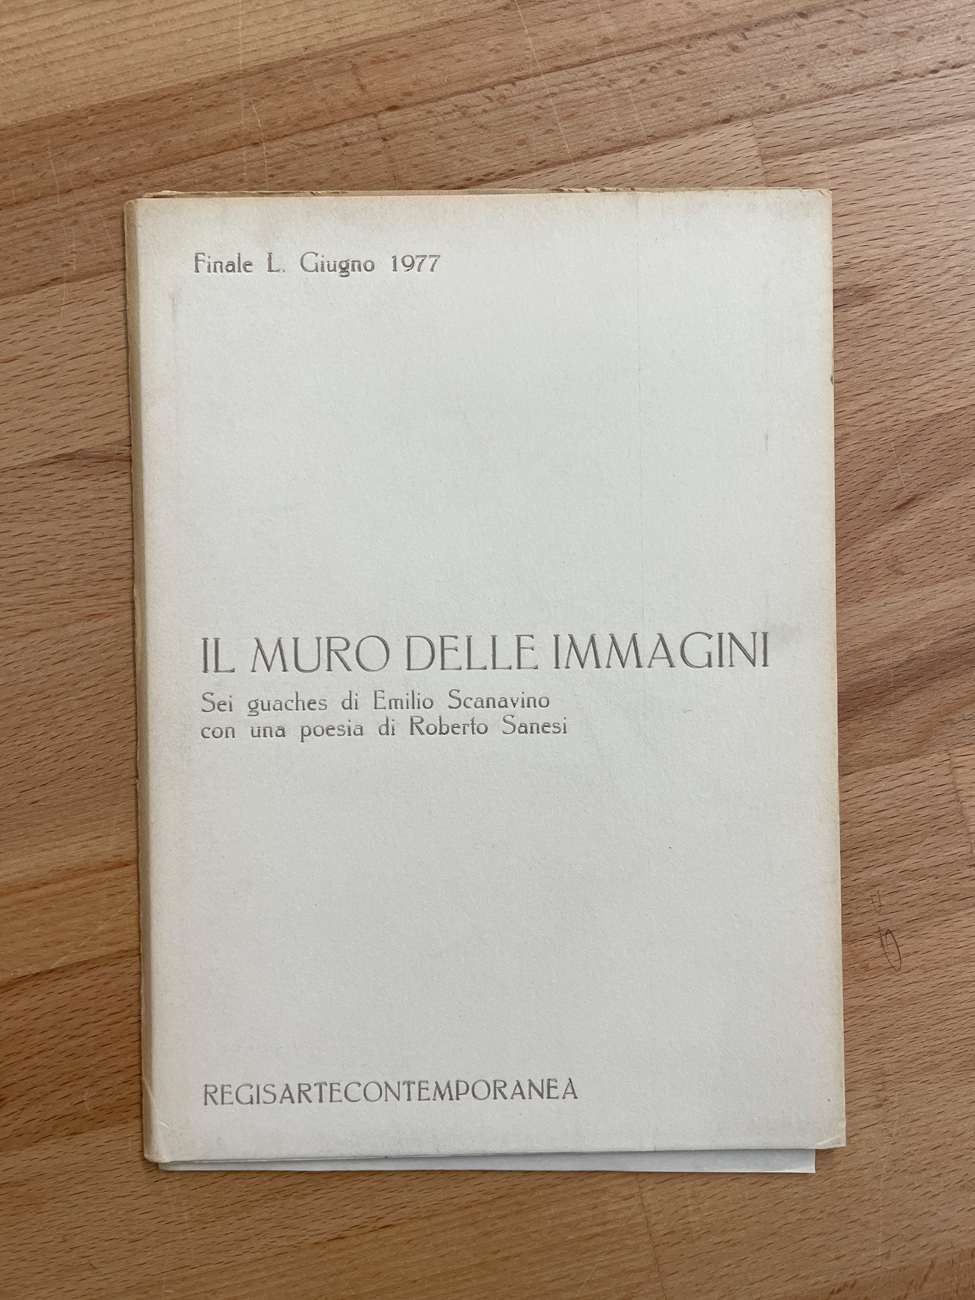 Finale L. Giugno 1977
IL MURO DELLE IMMAGINI
Sei guaches di Emilio Scanavino
con una poesia di Roberto Sanesi
REGISARTECONTEMPORANEA